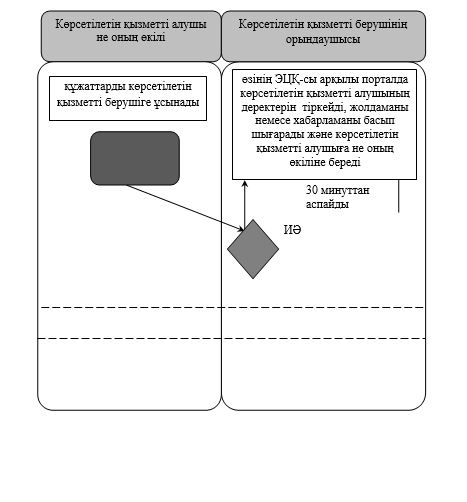 Көрсетілетін қызметті алушы
не оның өкілі
Көрсетілетін қызметті берушінің
орындаушысы
құжаттарды көрсетілетін
қызметті берушіге ұсынады
өзінің ЭЦҚ-сы арқылы порталда
көрсетілетін қызметті алушының
деректерін тіркейді, жолдаманы
немесе хабарламаны басып
шығарады және көрсетілетін
қызметті алушыға не оның
өкіліне береді
30 минуттан
аспайды
ИӘ